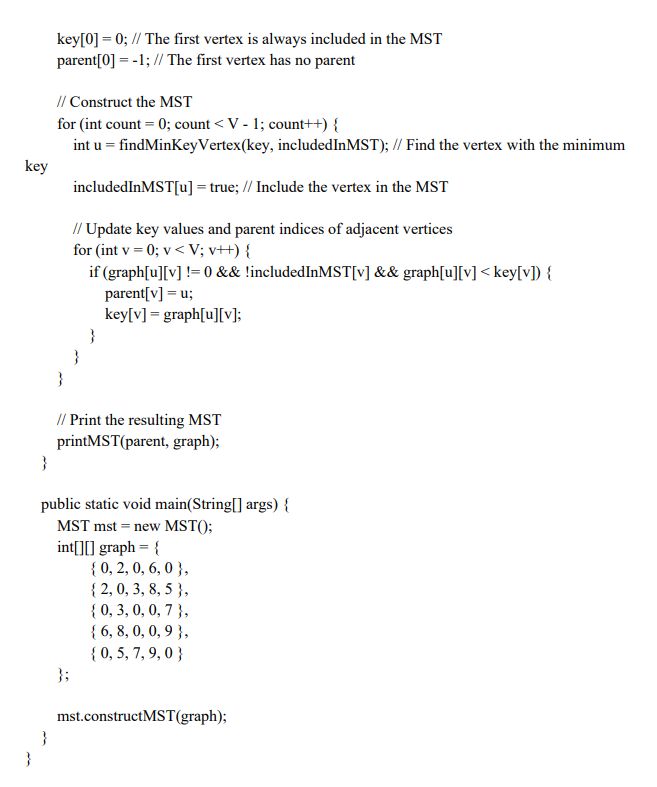 key[0] = 0; // The first vertex is always included in the MST
parent[0] = -1; // The first vertex has no parent
// Construct the MST
for (int count = 0; count < V - 1; count++) {
int u = findMinKeyVertex(key, includedInMST); // Find the vertex with the minimum
key
includedInMST[u] = true; // Include the vertex in the MST
// Update key values and parent indices of adjacent vertices
for (int v = 0; v < V; v++) {
if (graph[u][v] != 0 && !includedInMST[v] && graph[u][v] < key[v]) {
parent[v] = u;
key[v] = graph[u][v];
}
}
}
// Print the resulting MST
printMST(parent, graph);
}
public static void main(String[] args) {
MST mst = new MST();
int[][] graph = {
{ 0, 2, 0, 6, 0 },
{ 2, 0, 3, 8, 5 },
{ 0, 3, 0, 0, 7 },
{ 6, 8, 0, 0, 9 },
{ 0, 5, 7, 9, 0 }
};
mst.constructMST(graph);
}
}